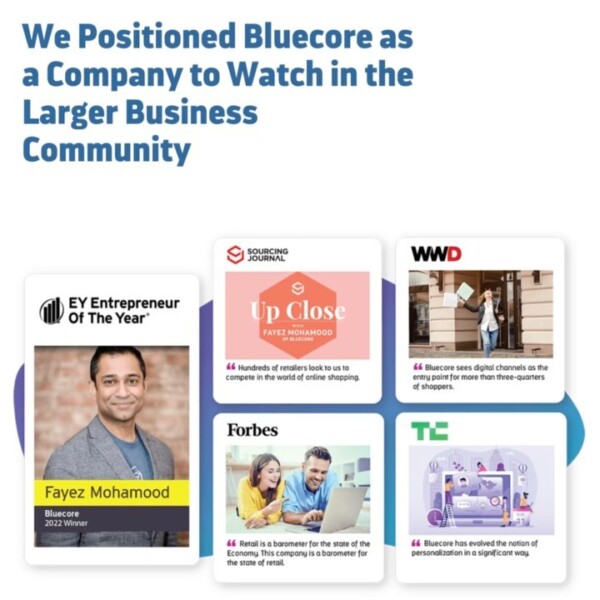 We Positioned Bluecore as
a Company to Watch in the
Larger Business
Community
EY Entrepreneur
Of The Year®
Fayez Mohamood
Bluecore
2022 Winner
SOURCING
JOURNAL
Up Close
WITH
FAYEZ MOHAMOOD
OF BLUECORE
❝ Hundreds of retailers look to us to
compete in the world of online shopping.
WWD
❝ Bluecore sees digital channels as the
entry point for more than three-quarters
of shoppers.
Forbes
❝ Retail is a barometer for the state of the
Economy. This company is a barometer for
the state of retail.
TC
❝ Bluecore has evolved the notion of
personalization in a significant way.